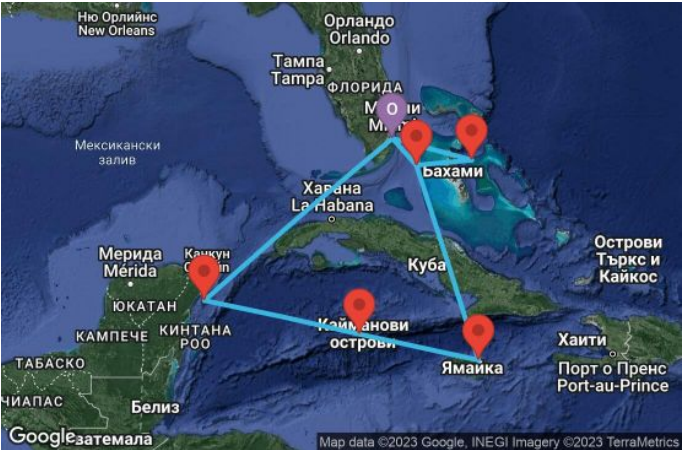 Ню Орлийнс
New Orleans
Орландо
Orlando
Тампа
Tampa
ФЛОРИДА
O
Мексикански
залив
Бахами
Хавана
La Habana
Мерида
Mérida
Канкун
Куба
Острови
Търкс и
Кайкос
ЮКАТАН
КАМПЕЧЕ
КИНТАНА
РОО
Кайманови
острови
Ямайка
Хаити
Порт о Пренс
Port-au-Prince
ТАБАСКО
ЧИАПАС
Белиз
Google
Map data ©2023 Google, INEGI Imagery ©2023 TerraMetrics